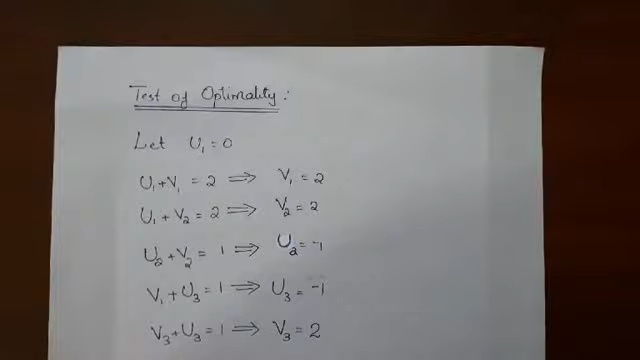 Test of Optimality :
Let U₁ = 0
U₁ + V₁ = 2 ⟹ V₁ = 2
U₁ + V₂ = 2 ⟹ V₂ = 2
U₂ + V₂ = 1 ⟹ U₂ = -1
V₁ + U₃ = 1 ⟹ U₃ = -1
V₃ + U₃ = 1 ⟹ V₃ = 2